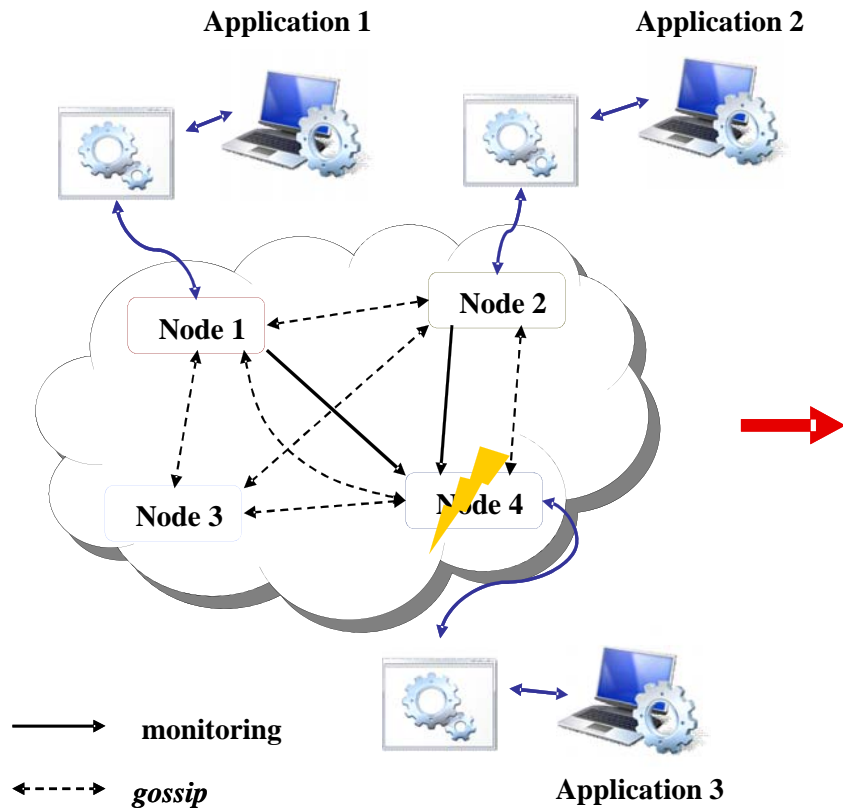 Application 1
Application 2
Node 1
Node 2
Node 3
Node 4
monitoring
gossip
Application 3